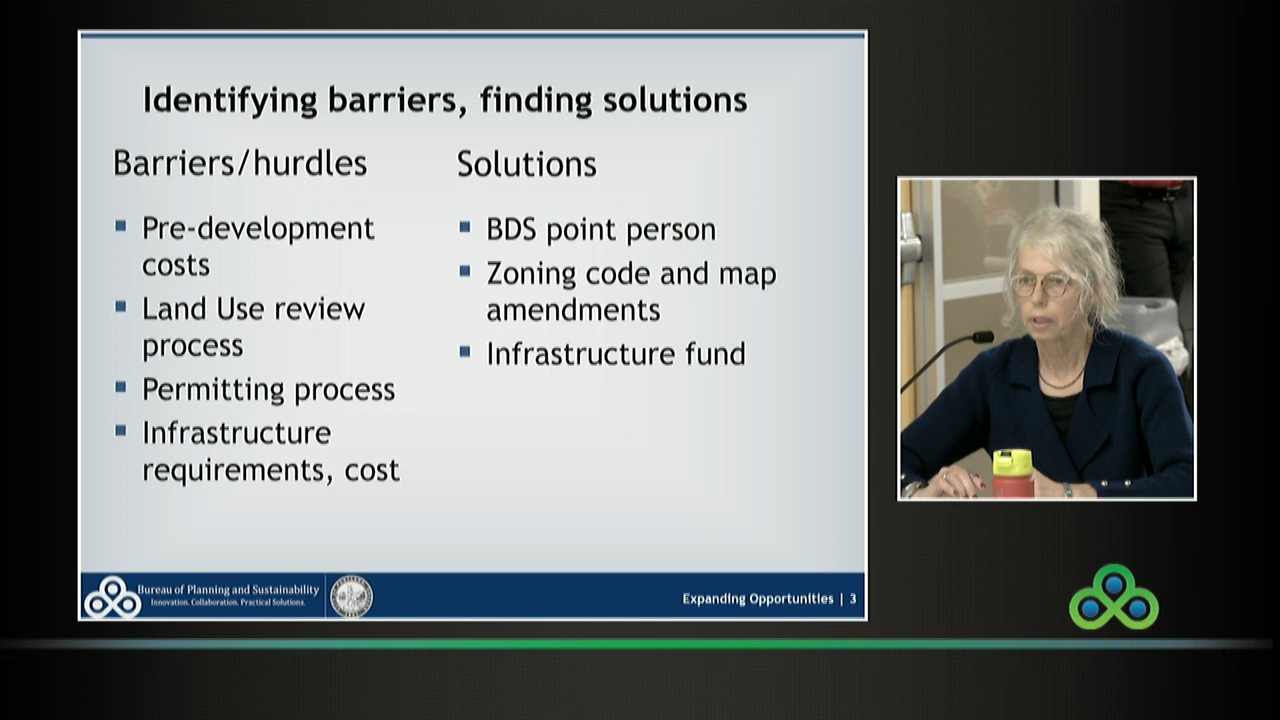 Identifying barriers, finding solutions
Barriers/hurdles
Pre-development
costs
Land Use review
process
Permitting process
Infrastructure
requirements, cost
Solutions
BDS point person
Zoning code and map
amendments
Infrastructure fund
Bureau of Planning and Sustainability
Innovation. Collaboration. Practical Solutions.
Expanding Opportunities | 3